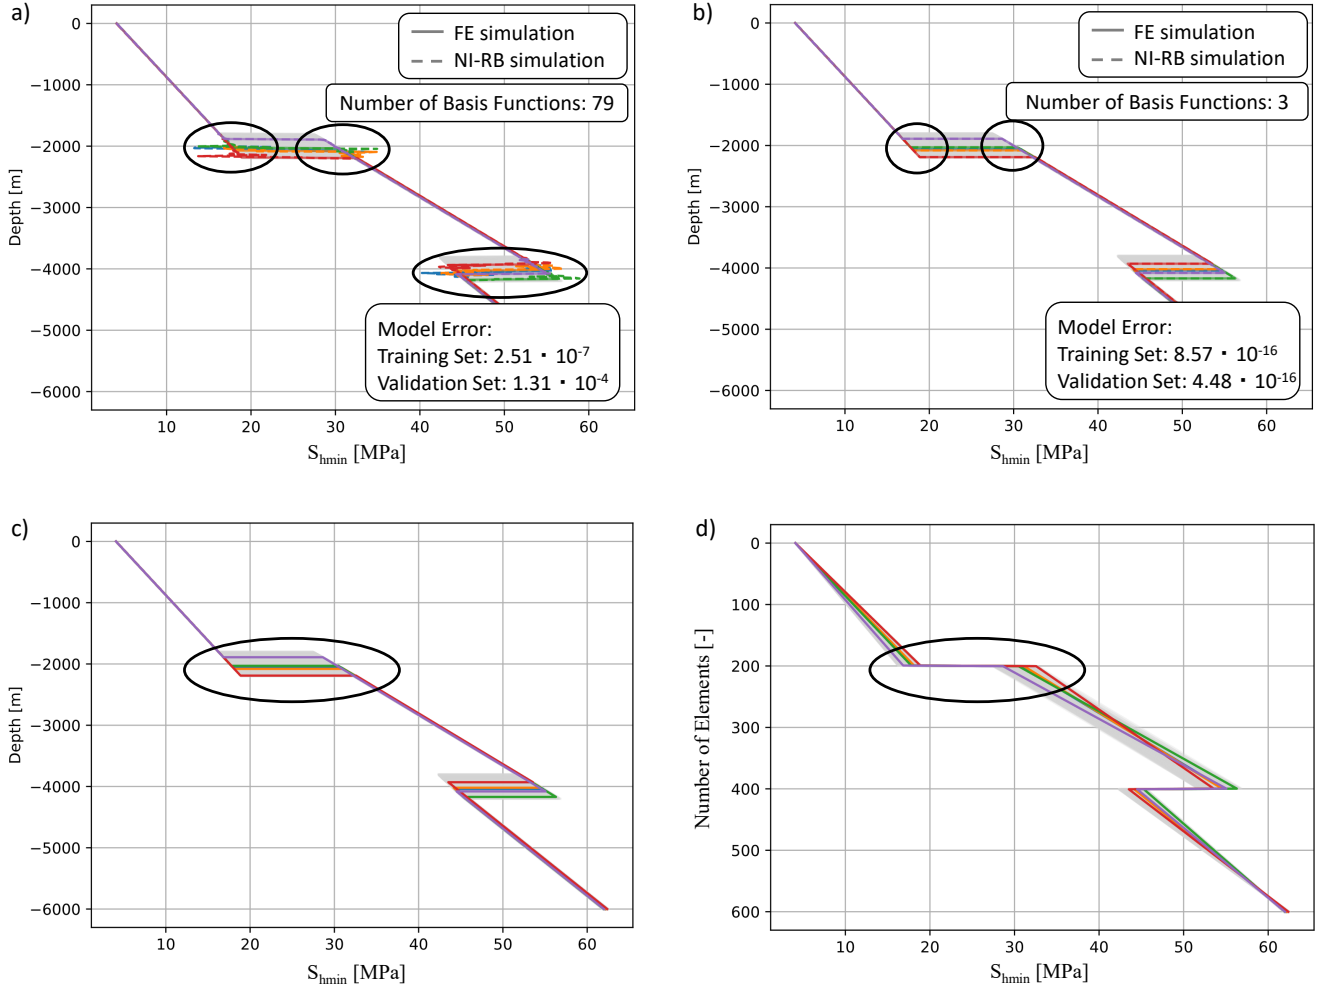 a)
FE simulation
NI-RB simulation
Number of Basis Functions: 79
0
−1000
−2000
−3000
−4000
−5000
−6000
Depth [m]
Model Error:
Training Set: 2.51 · 10-7
Validation Set: 1.31 · 10-4
10 20 30 40 50 60
Shmin [MPa]
b)
FE simulation
NI-RB simulation
Number of Basis Functions: 3
0
−1000
−2000
−3000
−4000
−5000
−6000
Depth [m]
Model Error:
Training Set: 8.57 · 10-16
Validation Set: 4.48 · 10-16
10 20 30 40 50 60
Shmin [MPa]
c)
0
−1000
−2000
−3000
−4000
−5000
−6000
Depth [m]
10 20 30 40 50 60
Shmin [MPa]
d)
0
100
200
300
400
500
600
Number of Elements [-]
10 20 30 40 50 60
Shmin [MPa]